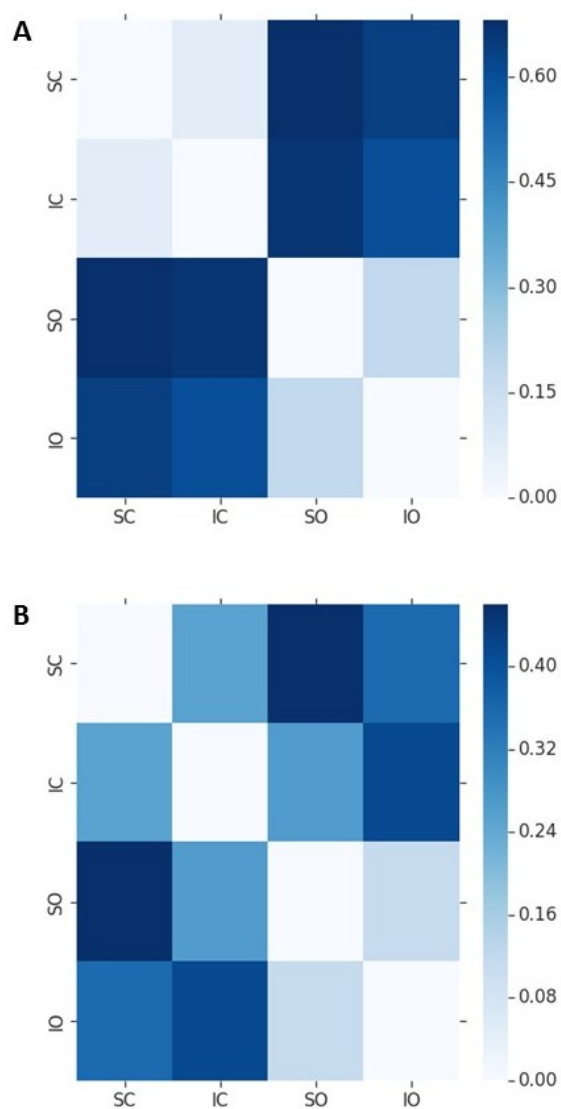 A
SC
IC
SO
IO
0.60
0.45
0.30
0.15
0.00
SC IC SO IO
B
SC
IC
SO
IO
0.40
0.32
0.24
0.16
0.08
0.00
SC IC SO IO